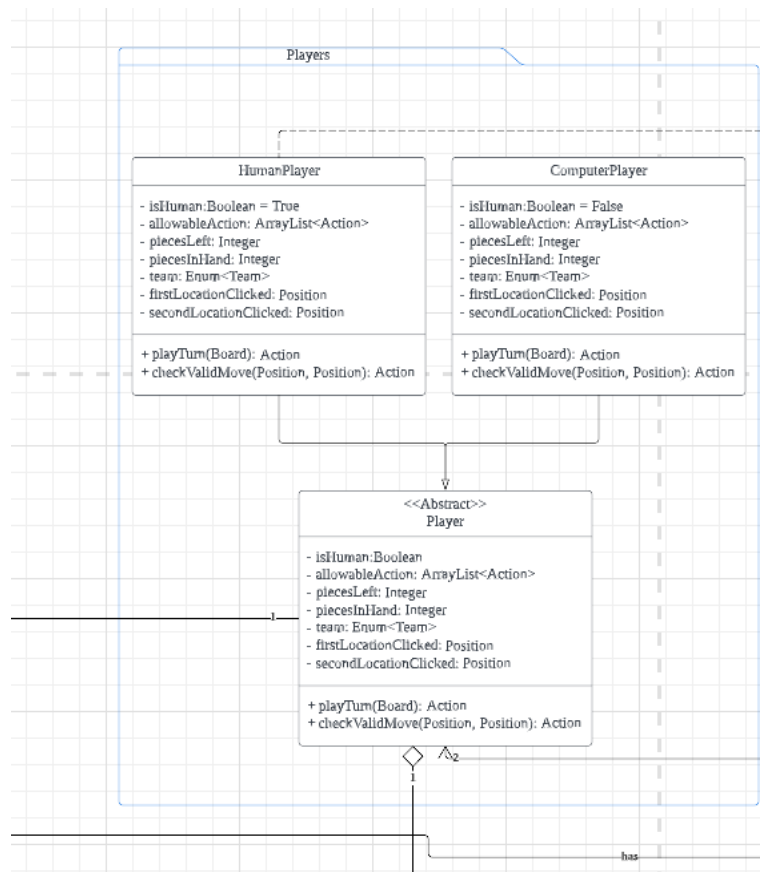 Players
HumanPlayer
- isHuman:Boolean = True
- allowableAction: ArrayList<Action>
- piecesLeft: Integer
- piecesInHand: Integer
- team: Enum<Team>
- firstLocationClicked: Position
- secondLocationClicked: Position
+ playTurn(Board): Action
+ checkValidMove(Position, Position): Action
ComputerPlayer
- isHuman:Boolean = False
- allowableAction: ArrayList<Action>
- piecesLeft: Integer
- piecesInHand: Integer
- team: Enum<Team>
- firstLocationClicked: Position
- secondLocationClicked: Position
+ playTurn(Board): Action
+ checkValidMove(Position, Position): Action
<<Abstract>>
Player
- isHuman:Boolean
- allowableAction: ArrayList<Action>
- piecesLeft: Integer
- piecesInHand: Integer
- team: Enum<Team>
- firstLocationClicked: Position
- secondLocationClicked: Position
+ playTurn(Board): Action
+ checkValidMove(Position, Position): Action
1
2
1
has